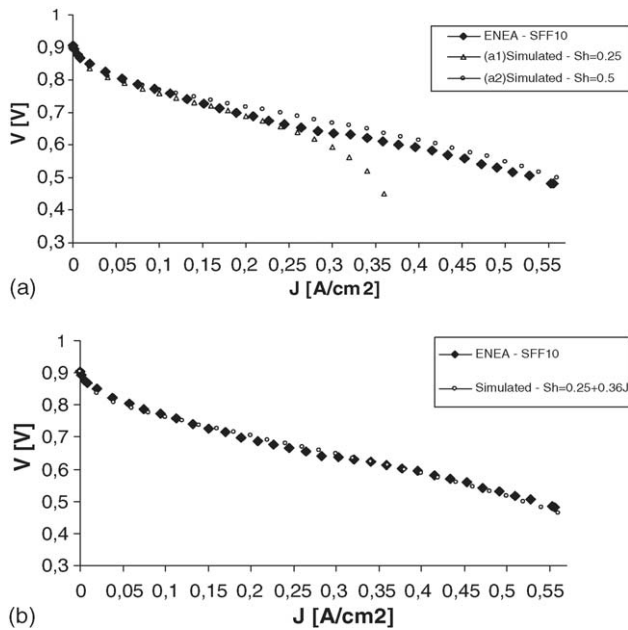 1
0,9
0,8
0,7
0,6
0,5
0,4
0,3
V [V]
0 0,05 0,1 0,15 0,2 0,25 0,3 0,35 0,4 0,45 0,5 0,55
J [A/cm2]
ENEA - SFF10
(a1)Simulated - Sh=0.25
(a2)Simulated - Sh=0.5
(a)
1
0,9
0,8
0,7
0,6
0,5
0,4
0,3
V [V]
0 0,05 0,1 0,15 0,2 0,25 0,3 0,35 0,4 0,45 0,5 0,55
J [A/cm2]
ENEA - SFF10
Simulated - Sh=0.25+0.36J
(b)